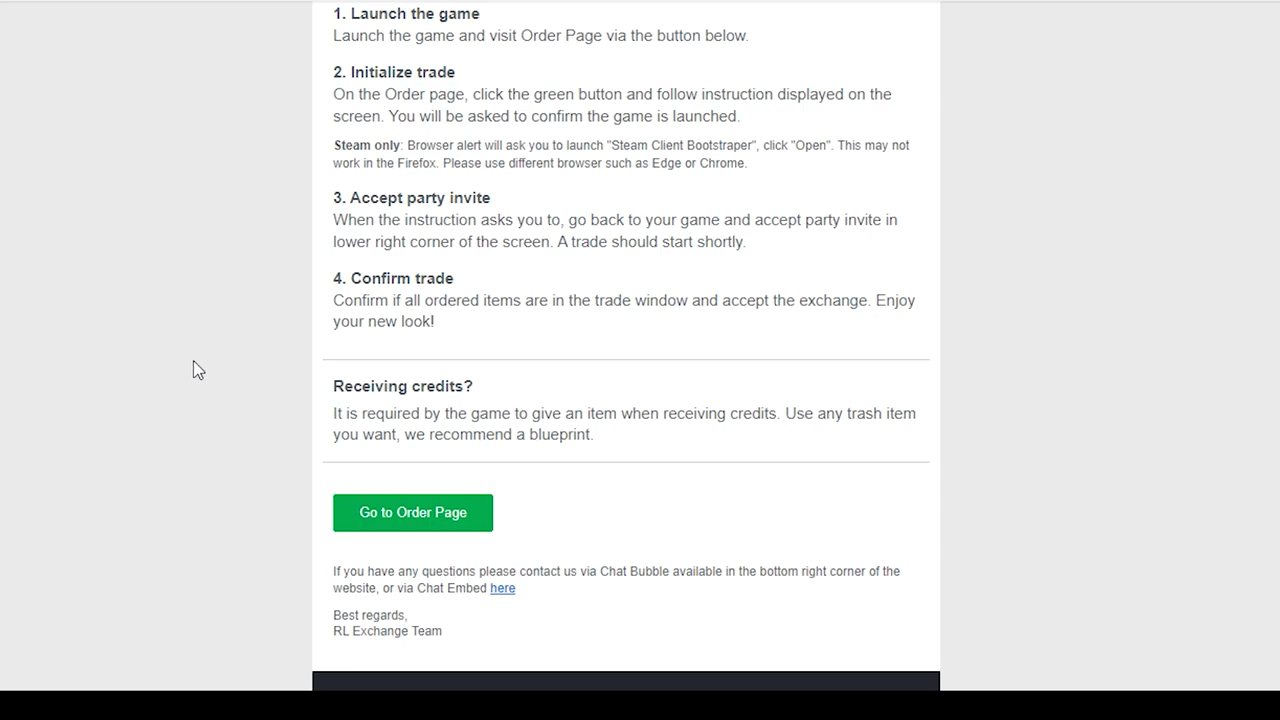 1. Launch the game
Launch the game and visit Order Page via the button below.
2. Initialize trade
On the Order page, click the green button and follow instruction displayed on the
screen. You will be asked to confirm the game is launched.
Steam only: Browser alert will ask you to launch "Steam Client Bootstraper", click "Open". This may not
work in the Firefox. Please use different browser such as Edge or Chrome.
3. Accept party invite
When the instruction asks you to, go back to your game and accept party invite in
lower right corner of the screen. A trade should start shortly.
4. Confirm trade
Confirm if all ordered items are in the trade window and accept the exchange. Enjoy
your new look!
Receiving credits?
It is required by the game to give an item when receiving credits. Use any trash item
you want, we recommend a blueprint.
Go to Order Page
If you have any questions please contact us via Chat Bubble available in the bottom right corner of the
website, or via Chat Embed here
Best regards,
RL Exchange Team